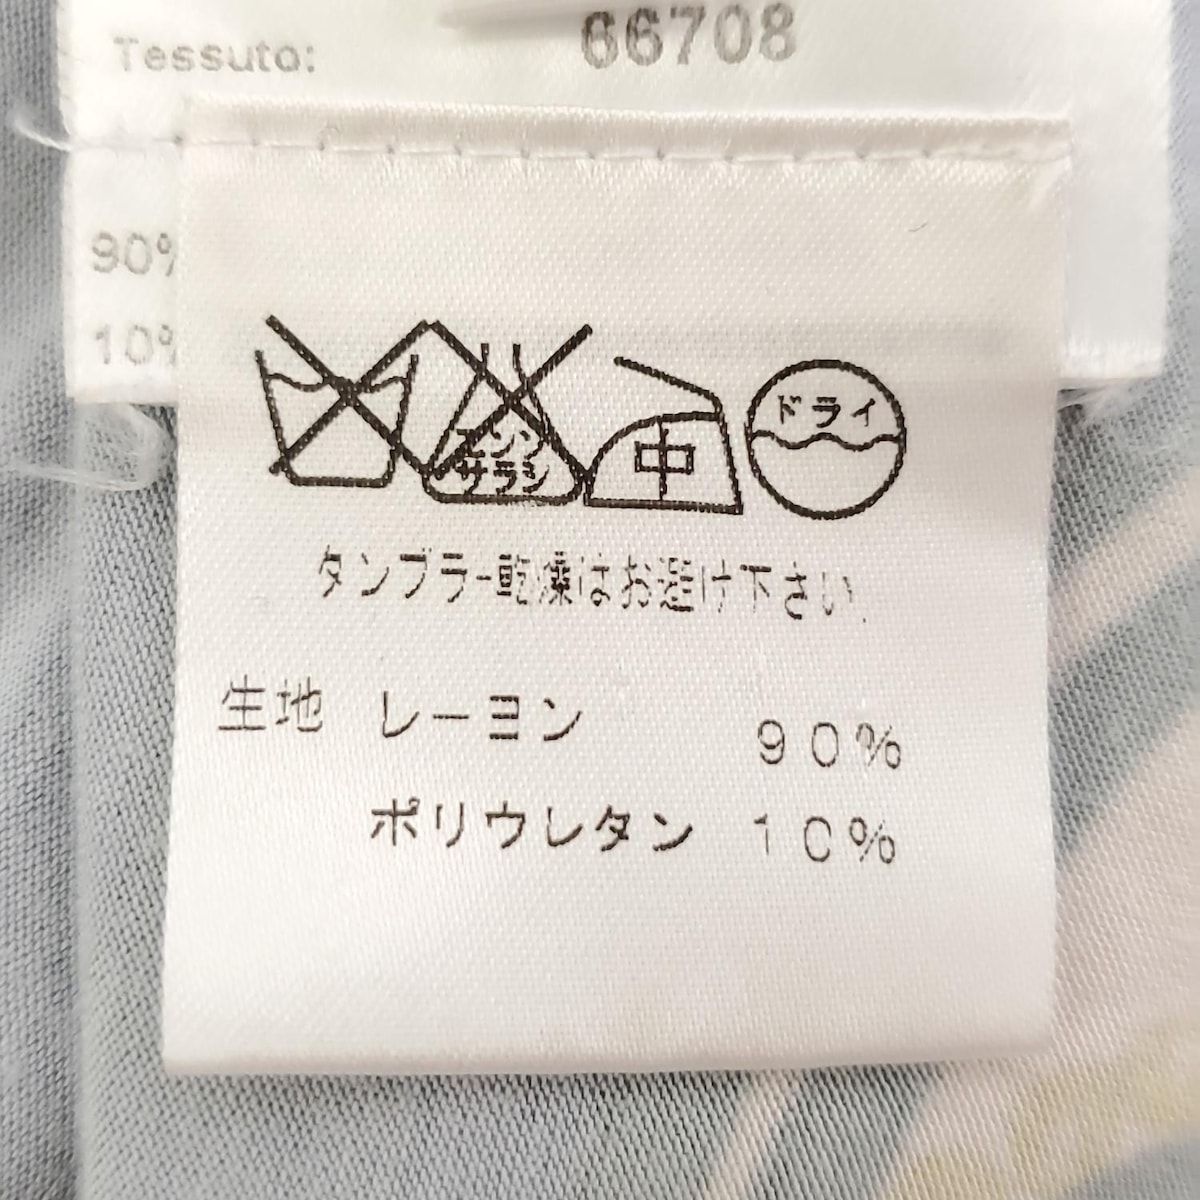 Tessuto: 66708
90%
10%
エンソ
サラシ
中
ドライ
タンブラー乾燥はお避け下さい
生地 レーヨン 90%
ポリウレタン 10%